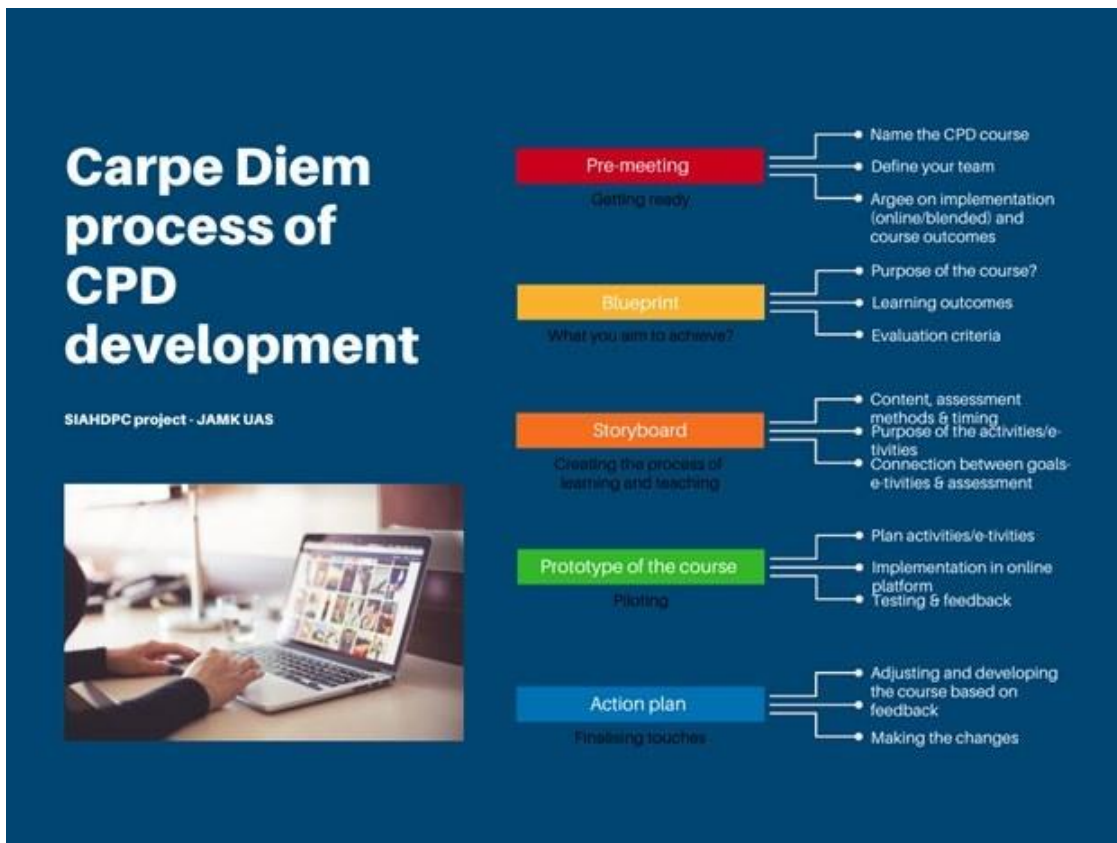 Carpe Diem
process of
CPD
development
SIAHDPC project - JAMK UAS
Pre-meeting
Getting ready
Name the CPD course
Define your team
Argee on implementation
(online/blended) and
course outcomes
Blueprint
What you aim to achieve?
Purpose of the course?
Learning outcomes
Evaluation criteria
Storyboard
Creating the process of
learning and teaching
Content, assessment
methods & timing
Purpose of the activities/e-
tivities
Connection between goals-
e-tivities & assessment
Prototype of the course
Piloting
Plan activities/e-tivities
Implementation in online
platform
Testing & feedback
Action plan
Finalising touches
Adjusting and developing
the course based on
feedback
Making the changes